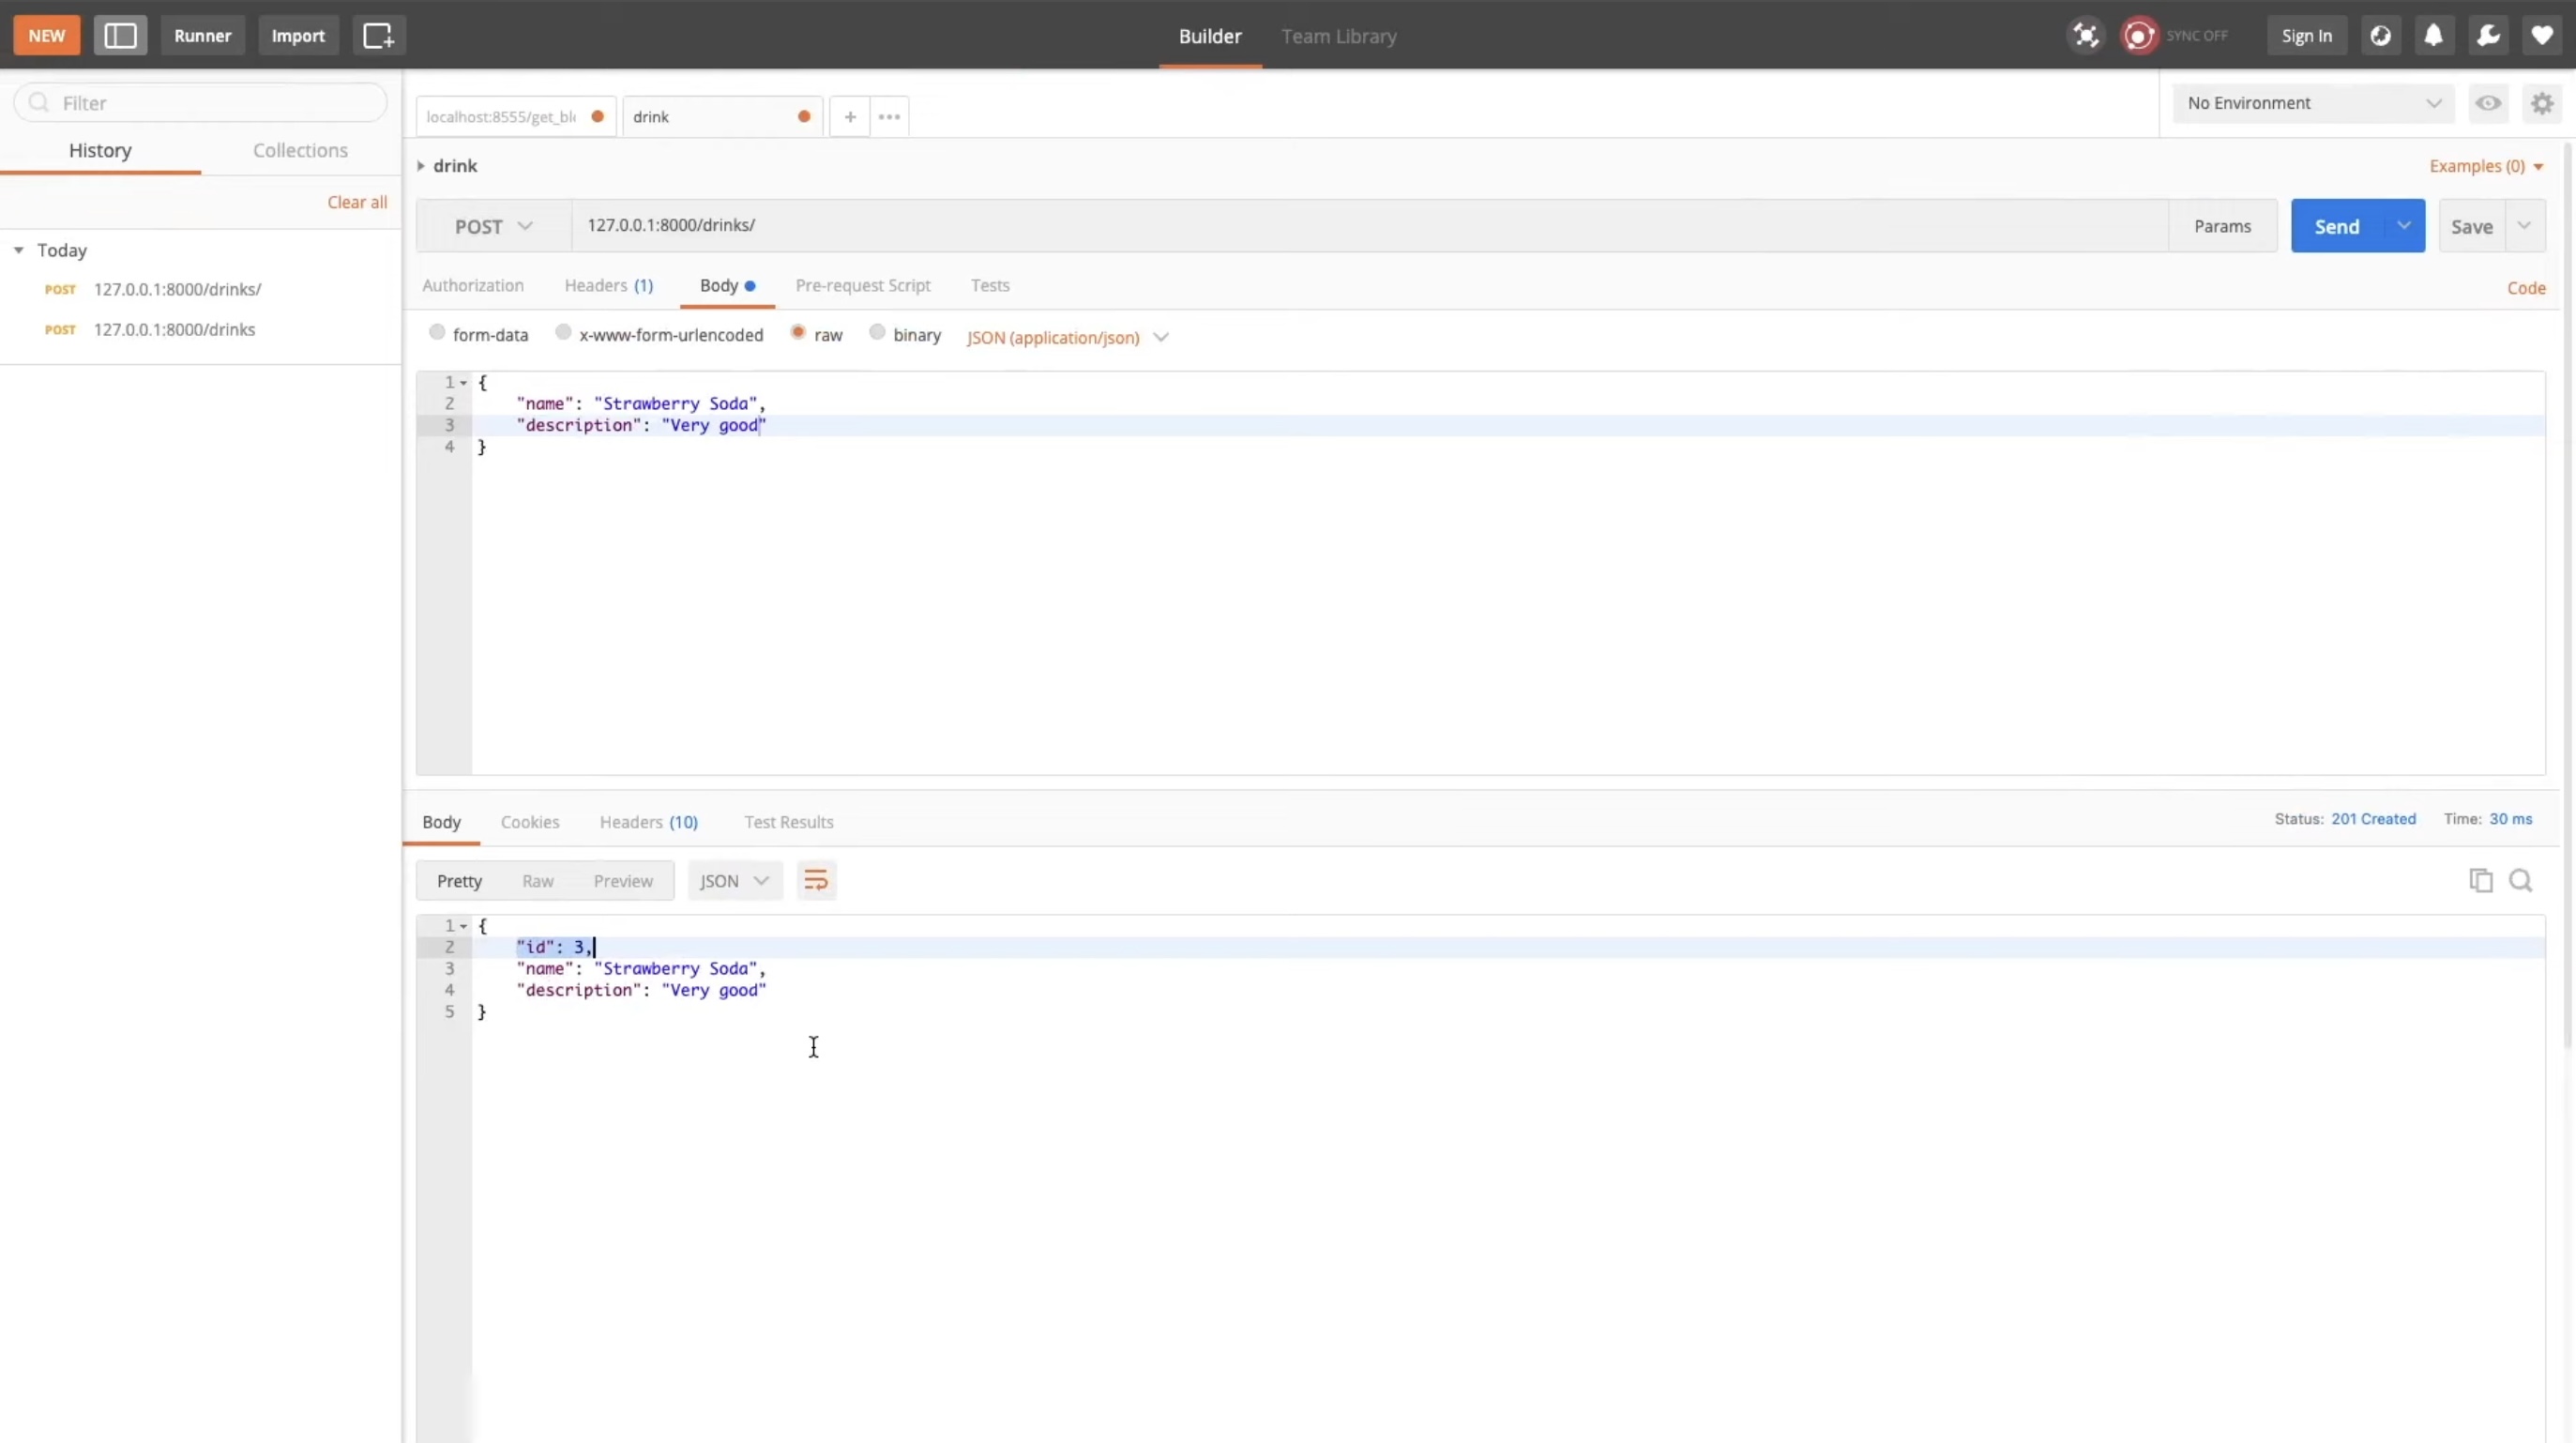 NEW Runner Import Builder Team Library SYNC OFF Sign In
Filter
History Collections
Clear all
Today
POST 127.0.0.1:8000/drinks/
POST 127.0.0.1:8000/drinks
localhost:8555/get_bl drink + ••• No Environment
drink Examples (0)
POST 127.0.0.1:8000/drinks/ Params Send Save
Authorization Headers (1) Body Pre-request Script Tests Code
form-data x-www-form-urlencoded raw binary JSON (application/json)
1 {
2 "name": "Strawberry Soda",
3 "description": "Very good"
4 }
Body Cookies Headers (10) Test Results Status: 201 Created Time: 30 ms
Pretty Raw Preview JSON
1 {
2 "id": 3,
3 "name": "Strawberry Soda",
4 "description": "Very good"
5 }